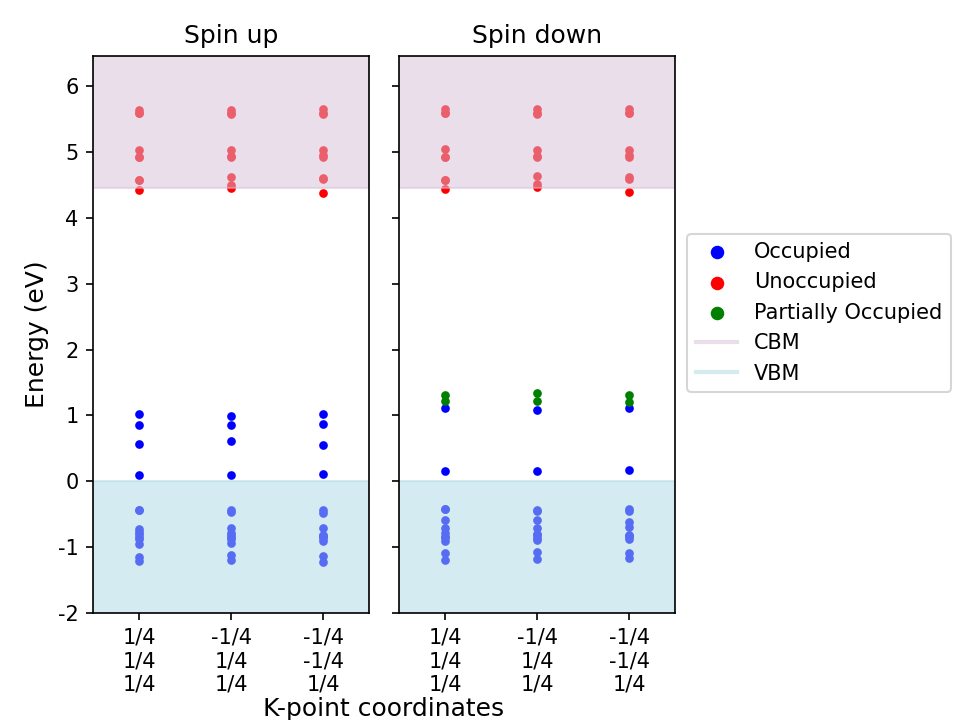 Spin up
Spin down
Energy (eV)
6
5
4
3
2
1
0
-1
-2
1/4 -1/4 -1/4 1/4 -1/4 -1/4
1/4 1/4 -1/4 1/4 1/4 -1/4
1/4 1/4 1/4 1/4 1/4 1/4
K-point coordinates
Occupied
Unoccupied
Partially Occupied
CBM
VBM